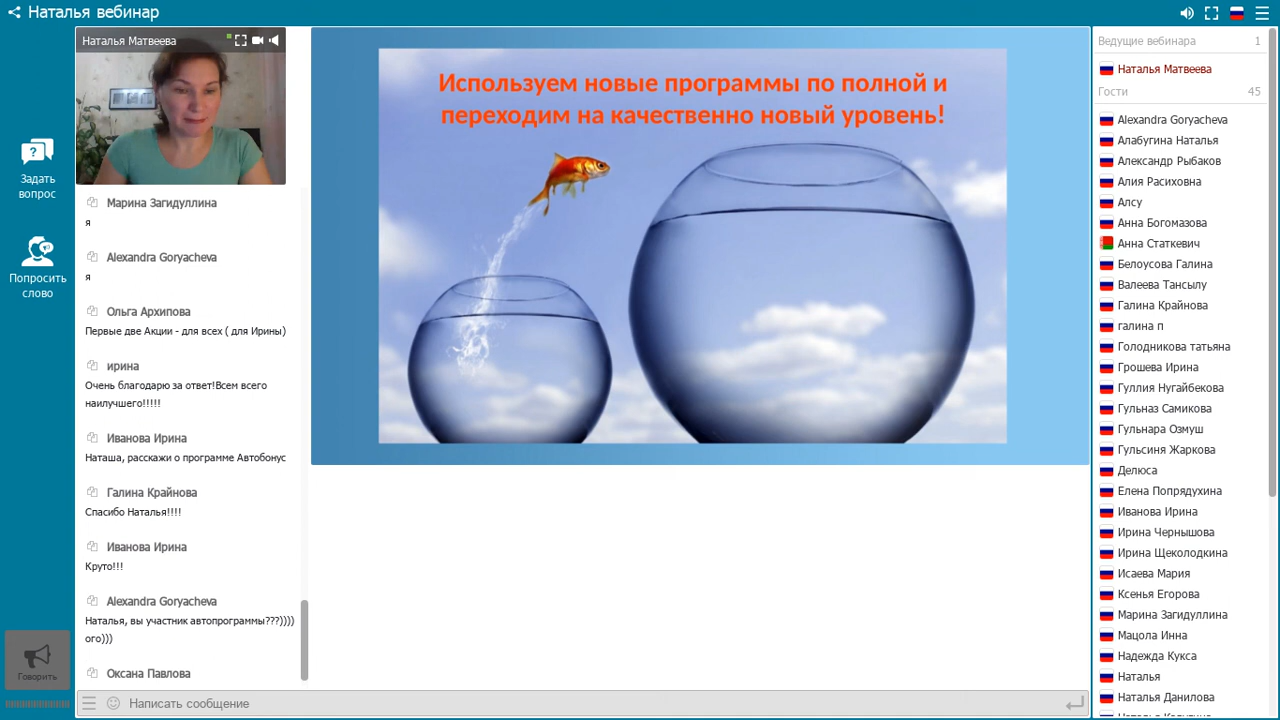 Наталья вебинар
Наталья Матвеева
Задать
вопрос
Попросить
слово
Говорить
Марина Загидуллина
я
Alexandra Goryacheva
я
Ольга Архипова
Первые две Акции - для всех ( для Ирины)
ирина
Очень благодарю за ответ!Всем всего
наилучшего!!!!!
Иванова Ирина
Наташа, расскажи о программе Автобонус
Галина Крайнова
Спасибо Наталья!!!!
Иванова Ирина
Круто!!!
Alexandra Goryacheva
Наталья, вы участник автопрограммы???))))
ого)))
Оксана Павлова
Написать сообщение
Используем новые программы по полной и
переходим на качественно новый уровень!
Ведущие вебинара 1
Наталья Матвеева
Гости 45
Alexandra Goryacheva
Алабугина Наталья
Александр Рыбаков
Алия Расиховна
Алсу
Анна Богомазова
Анна Статкевич
Белоусова Галина
Валеева Тансылу
Галина Крайнова
галина п
Голодникова татьяна
Грошева Ирина
Гуллия Нугайбекова
Гульназ Самикова
Гульнара Озмуш
Гульсиня Жаркова
Делюса
Елена Попрядухина
Иванова Ирина
Ирина Чернышова
Ирина Щеколодкина
Исаева Мария
Ксенья Егорова
Марина Загидуллина
Мацола Инна
Надежда Кукса
Наталья
Наталья Данилова